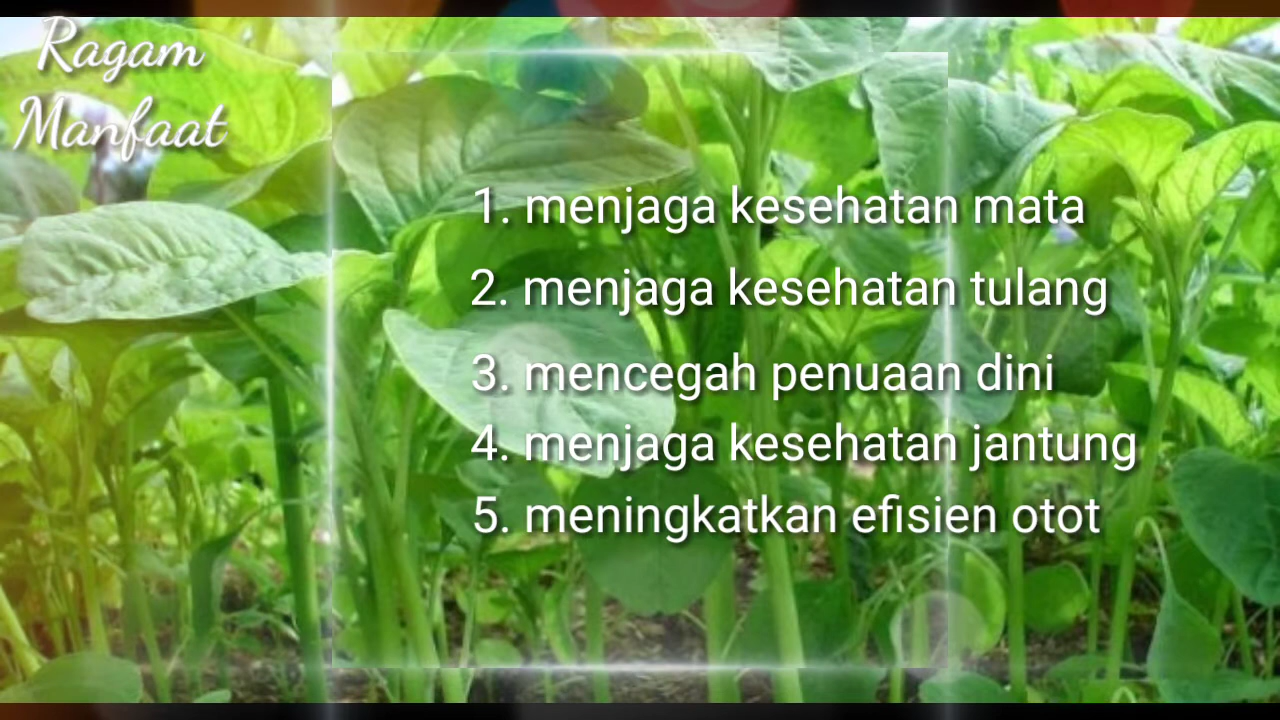 Ragam
Manfaat
1. menjaga kesehatan mata
2. menjaga kesehatan tulang
3. mencegah penuaan dini
4. menjaga kesehatan jantung
5. meningkatkan efisien otot